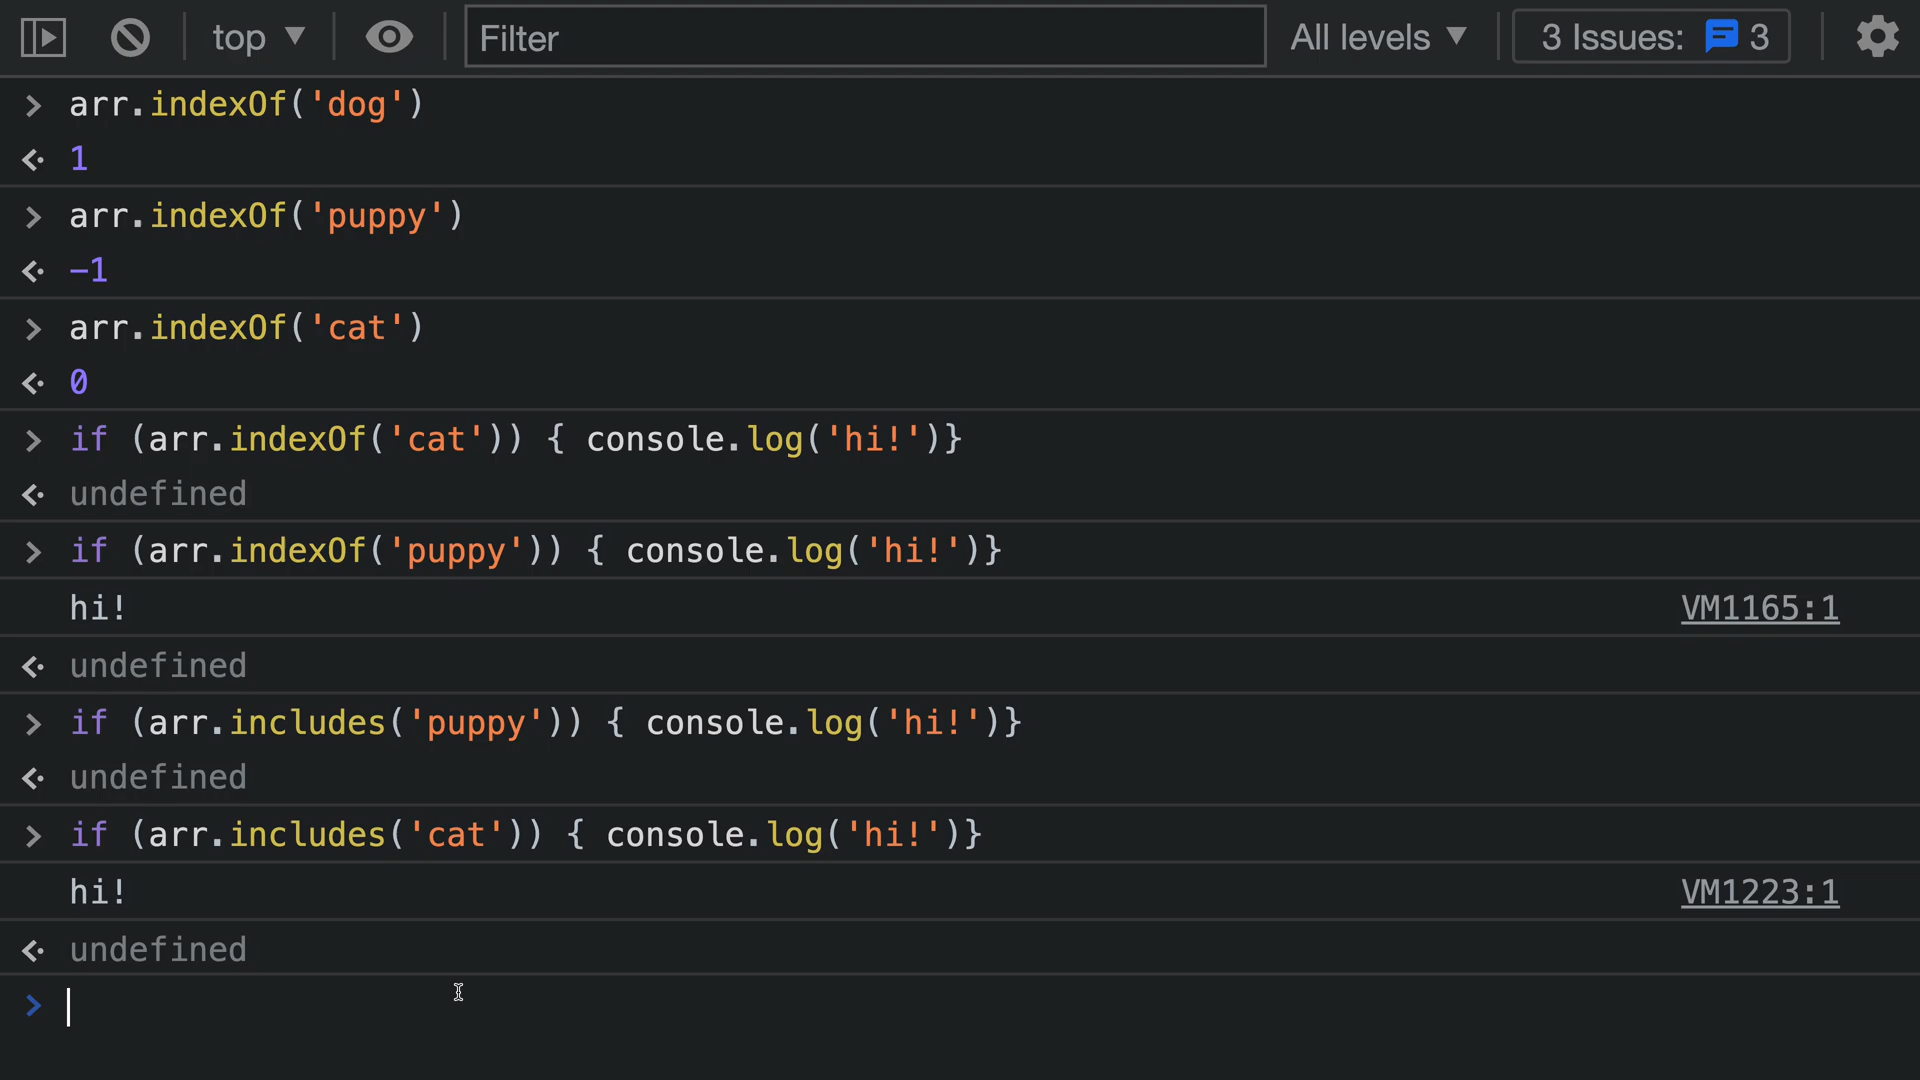 top ▼ Filter All levels ▼ 3 Issues: 3
> arr.indexOf('dog')
1
> arr.indexOf('puppy')
-1
> arr.indexOf('cat')
0
> if (arr.indexOf('cat')) { console.log('hi!')}
undefined
> if (arr.indexOf('puppy')) { console.log('hi!')}
hi! VM1165:1
undefined
> if (arr.includes('puppy')) { console.log('hi!')}
undefined
> if (arr.includes('cat')) { console.log('hi!')}
hi! VM1223:1
undefined
>